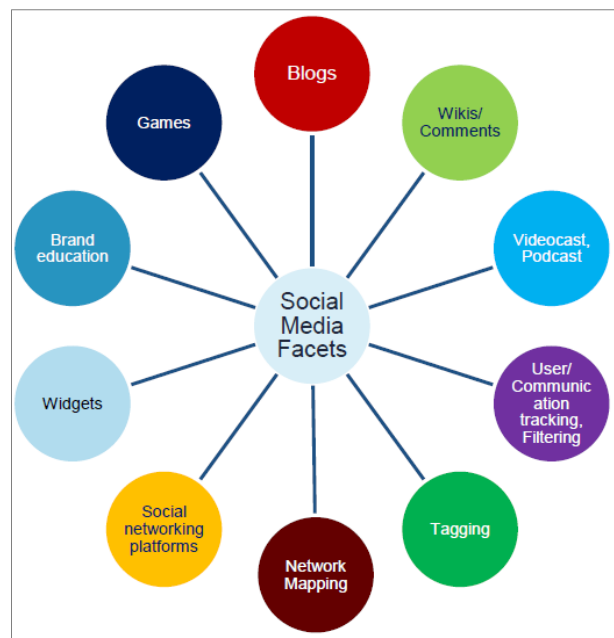 Blogs
Wikis/
Comments
Videocast,
Podcast
User/
Communic
ation
tracking,
Filtering
Tagging
Network
Mapping
Social
networking
platforms
Widgets
Brand
education
Games
Social
Media
Facets